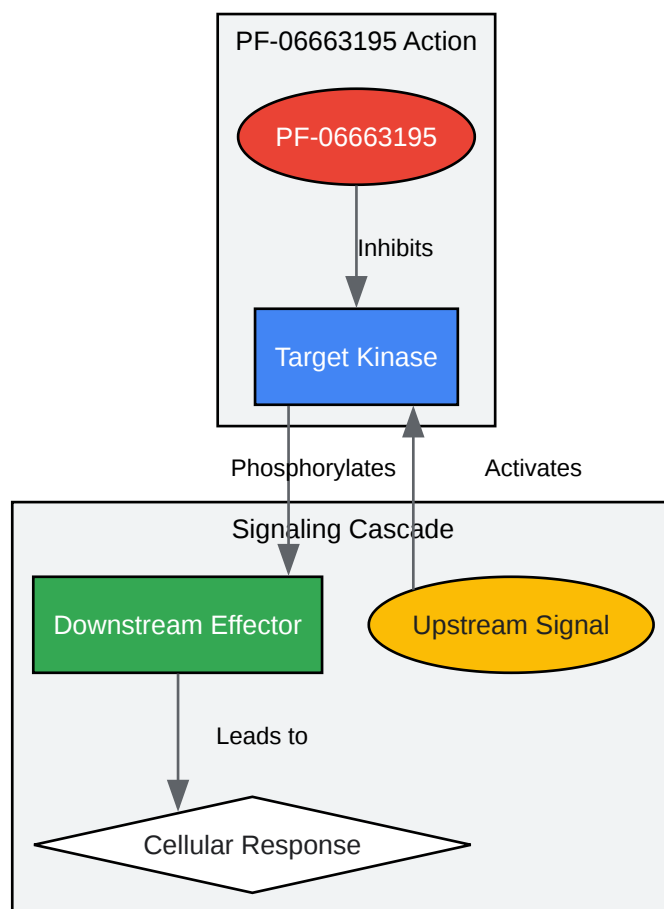 PF-06663195 Action
PF-06663195
Inhibits
Target Kinase
Phosphorylates
Activates
Signaling Cascade
Downstream Effector
Upstream Signal
Leads to
Cellular Response